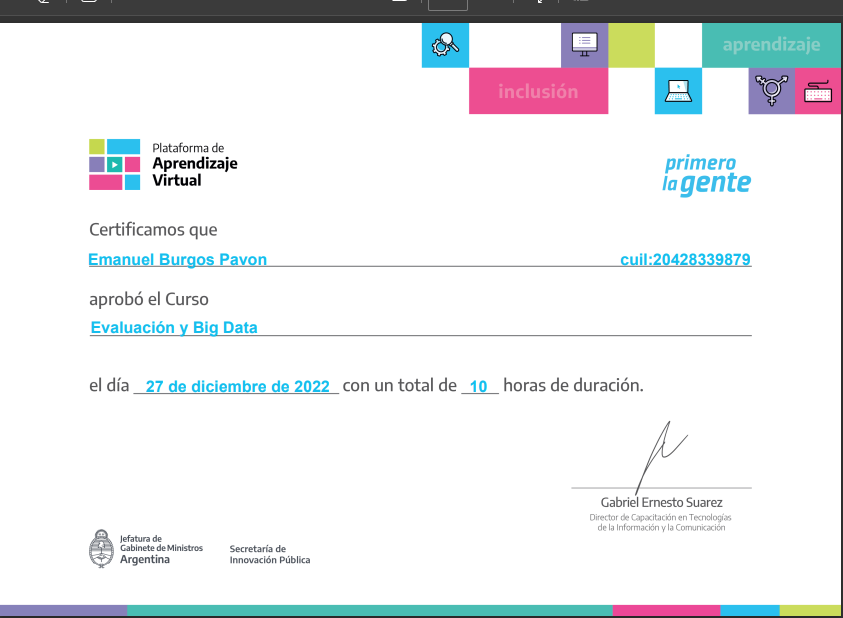 aprendizaje
inclusión
Plataforma de
Aprendizaje
Virtual
primero
la gente
Certificamos que
Emanuel Burgos Pavon cuil:20428339879
aprobó el Curso
Evaluación y Big Data
el día 27 de diciembre de 2022 con un total de 10 horas de duración.
Gabriel Ernesto Suarez
Director de Capacitación en Tecnologías
de la Información y la Comunicación
Jefatura de
Gabinete de Ministros
Argentina
Secretaría de
Innovación Pública